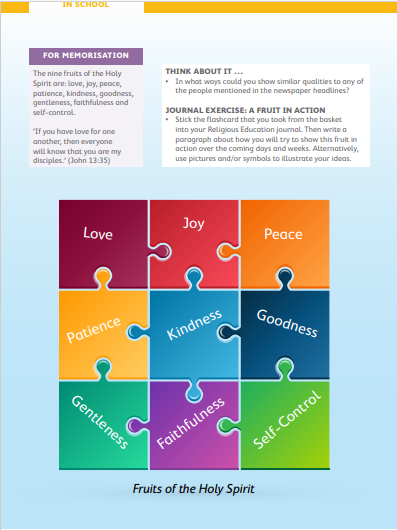 IN SCHOOL
FOR MEMORISATION
The nine fruits of the Holy
Spirit are: love, joy, peace,
patience, kindness, goodness,
gentleness, faithfulness and
self-control.
‘If you have love for one
another, then everyone
will know that you are my
disciples.’ (John 13:35)
THINK ABOUT IT ...
• In what ways could you show similar qualities to any of
the people mentioned in the newspaper headlines?
JOURNAL EXERCISE: A FRUIT IN ACTION
• Stick the flashcard that you took from the basket
into your Religious Education journal. Then write a
paragraph about how you will try to show this fruit in
action over the coming days and weeks. Alternatively,
use pictures and/or symbols to illustrate your ideas.
Love
Joy
Peace
Patience
Kindness
Goodness
Gentleness
Faithfulness
Self-Control
Fruits of the Holy Spirit